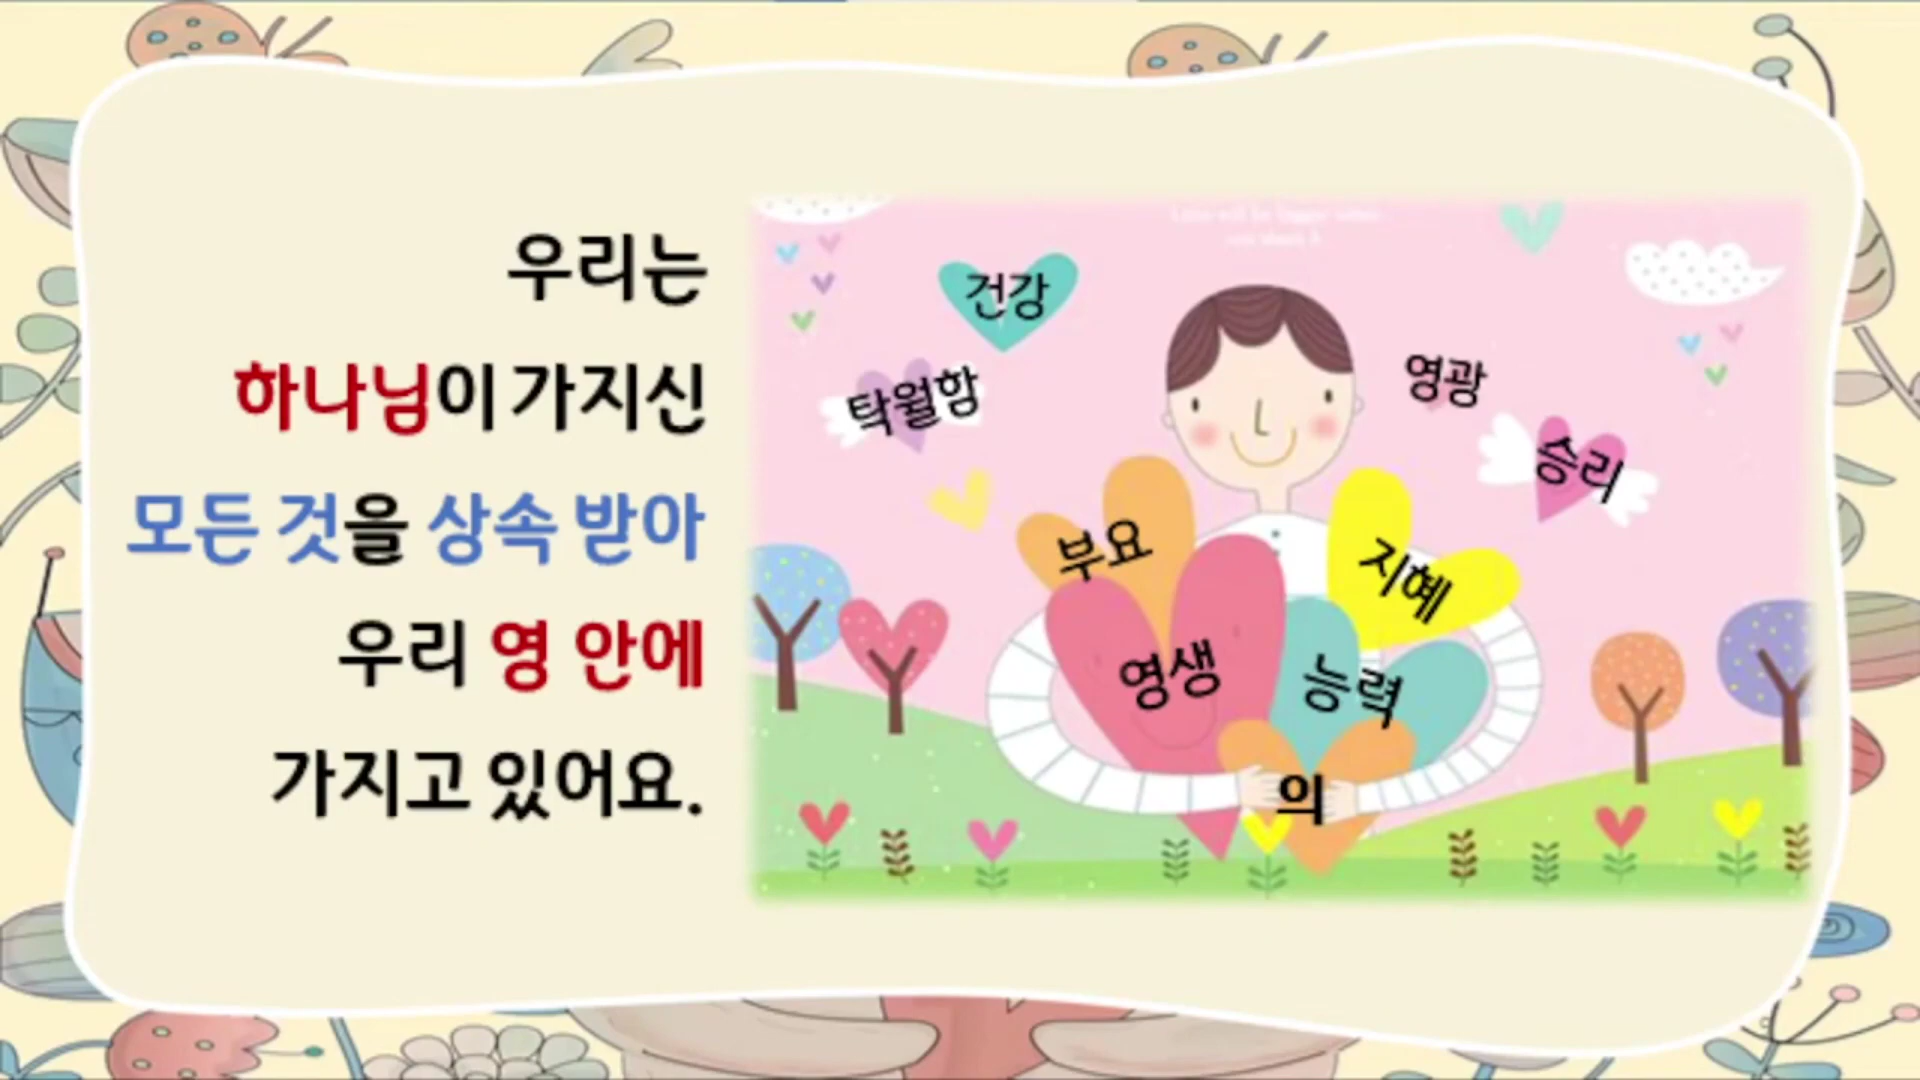 우리는
하나님이 가지신
모든 것을 상속 받아
우리 영 안에
가지고 있어요.
건강
탁월함
영광
승리
부요
지혜
영생
능력
의